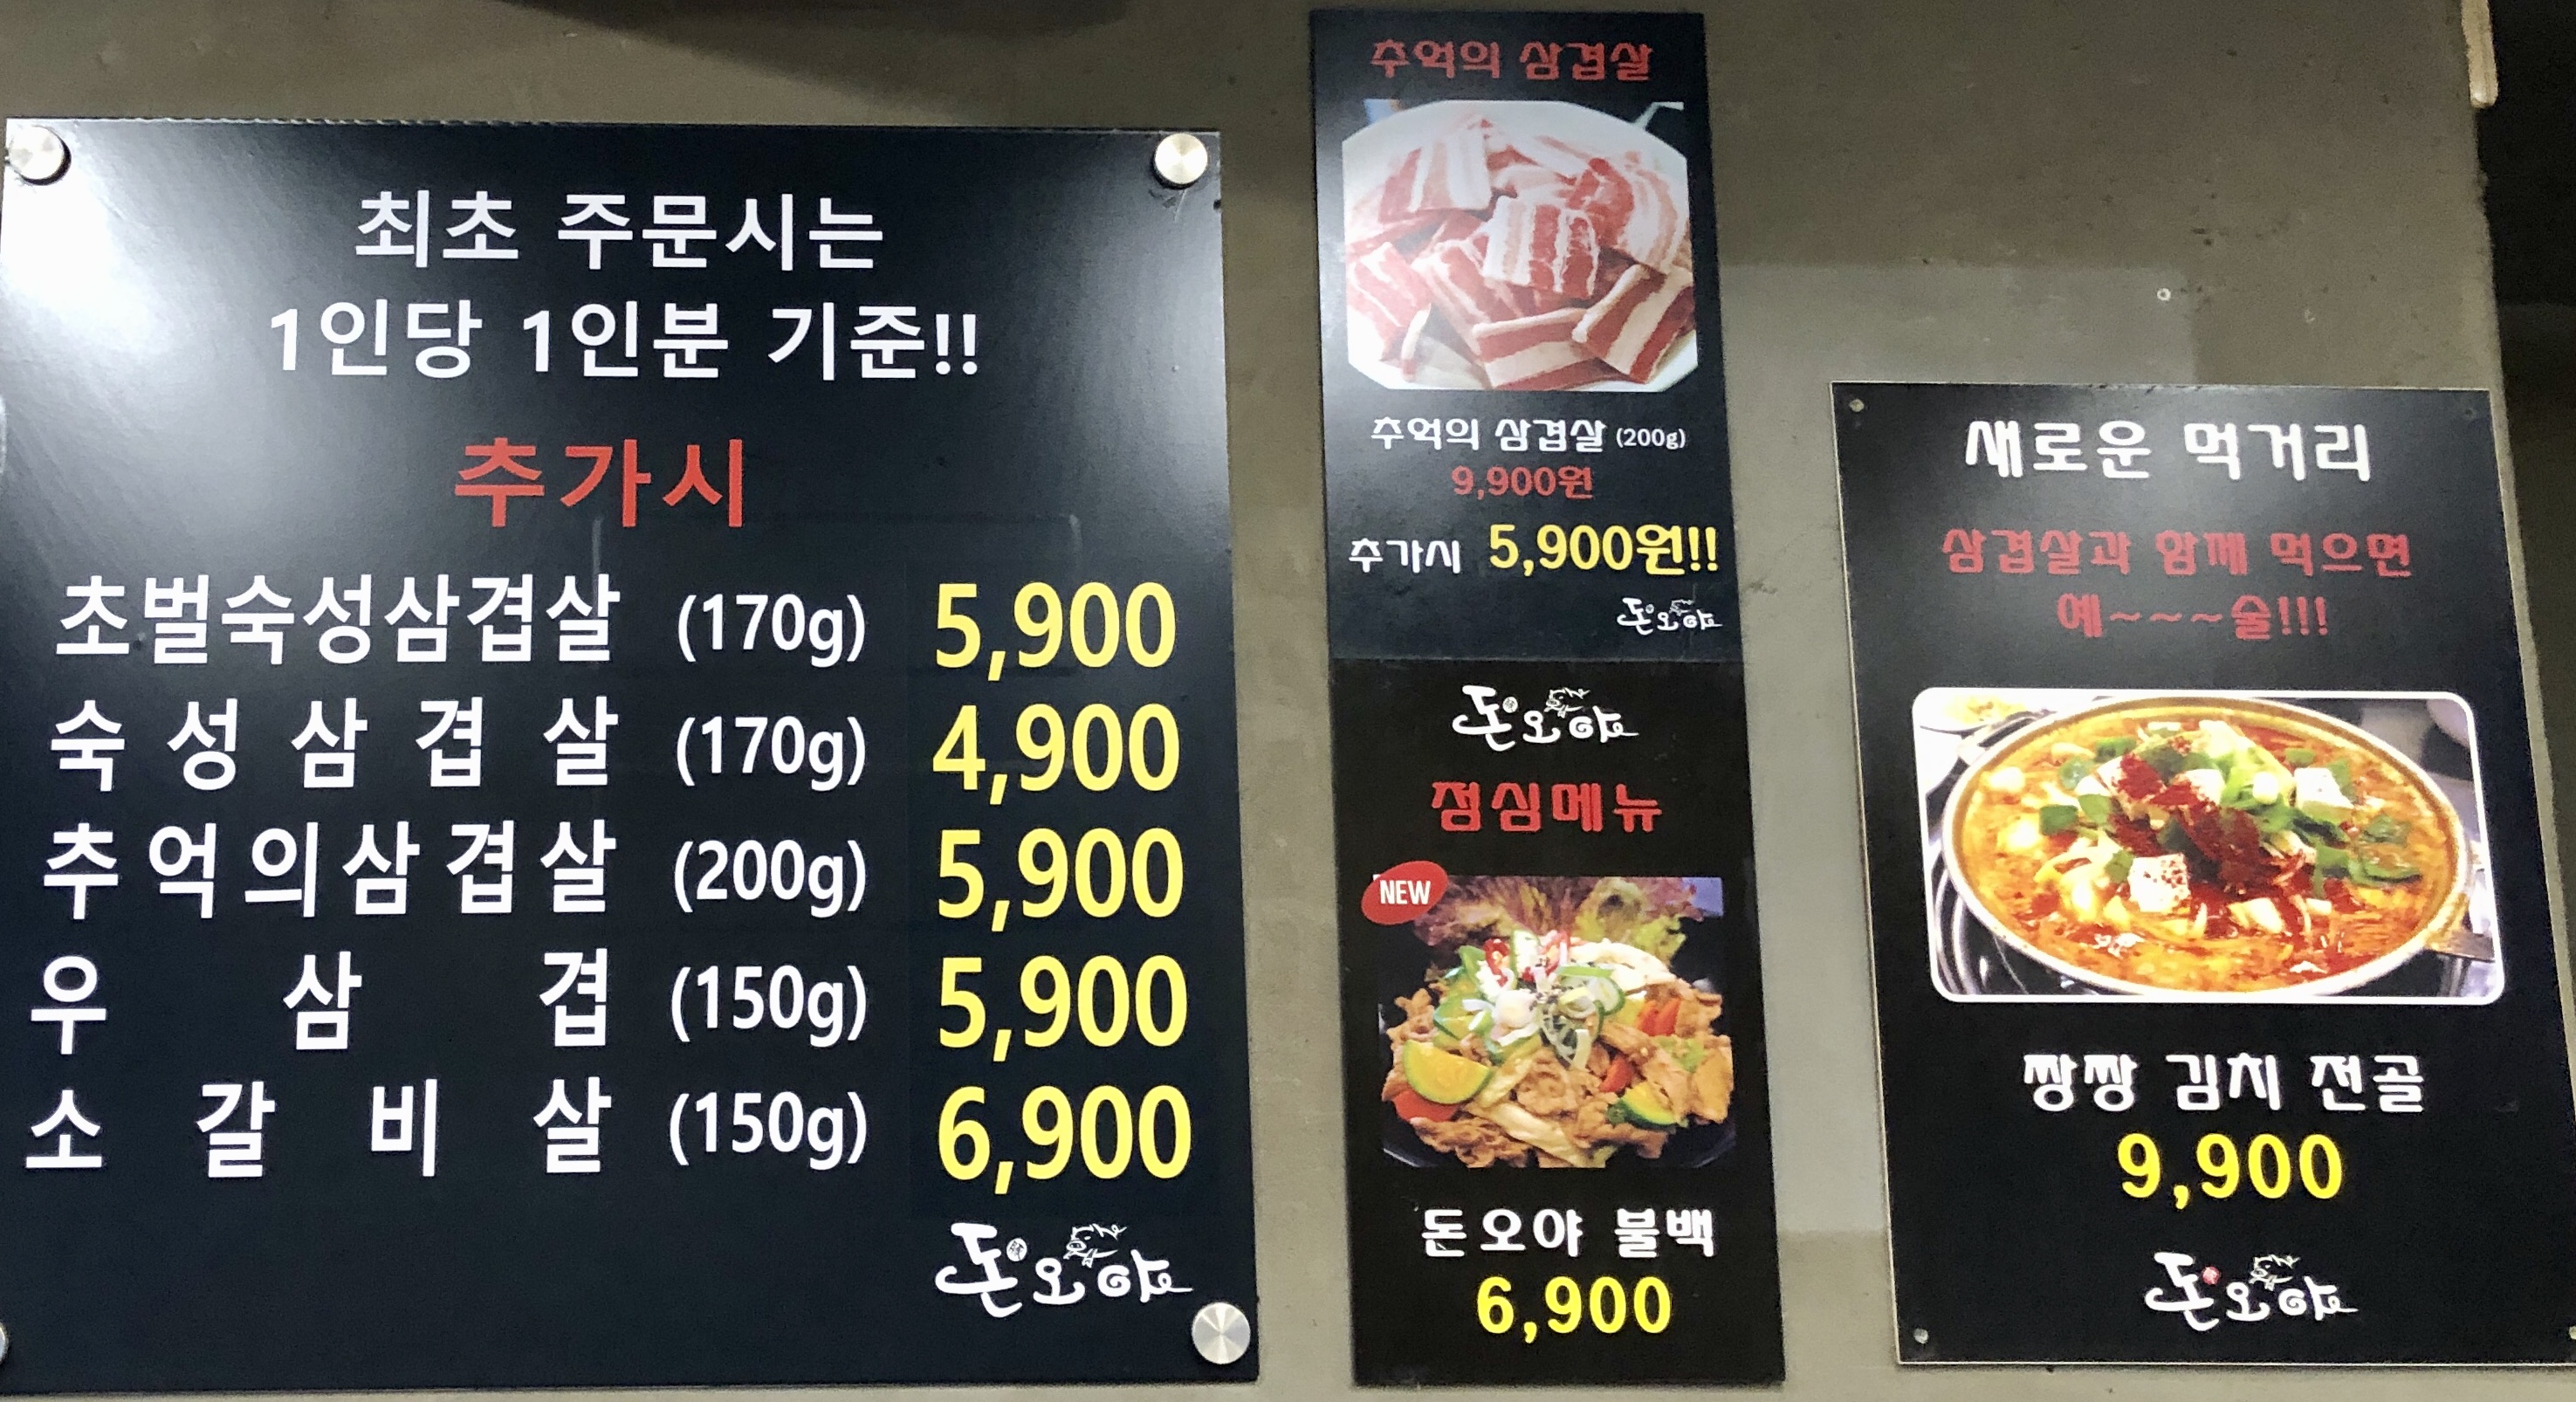 최초 주문시는
1인당 1인분 기준!!
추가시
초벌숙성삼겹살 (170g) 5,900
숙성삼겹살 (170g) 4,900
추억의삼겹살 (200g) 5,900
우삼겹 (150g) 5,900
소갈비살 (150g) 6,900
돈오야
추억의 삼겹살
추억의 삼겹살 (200g)
9,900원
추가시 5,900원!!
돈오야
돈오야
점심메뉴
NEW
돈오야 불백
6,900
새로운 먹거리
삼겹살과 함께 먹으면
예~~~술!!!
짱짱 김치 전골
9,900
돈오야